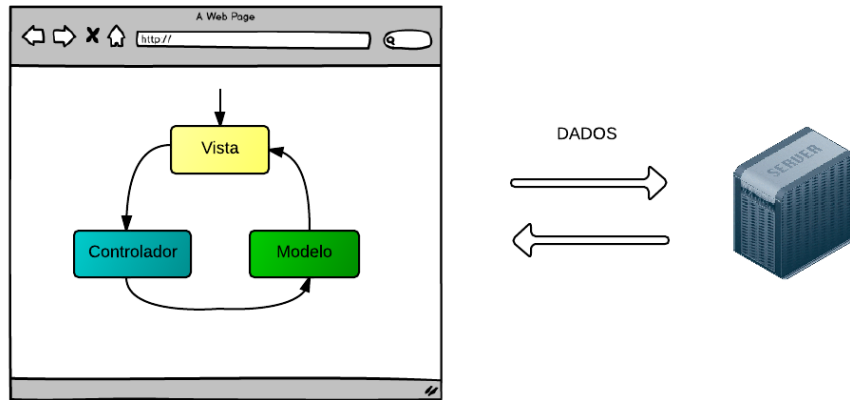 A Web Page
http://
Vista
Controlador
Modelo
DADOS
SERVER